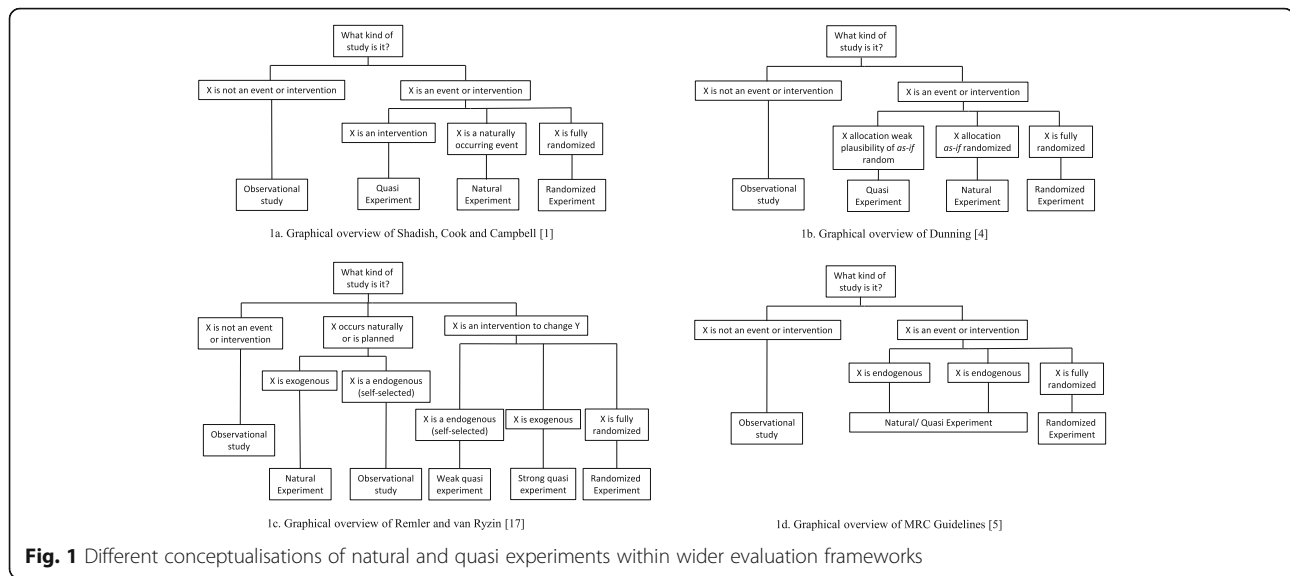 What kind of
study is it?
X is not an event or intervention
X is an event or intervention
X is an intervention
X is a naturally
occurring event
X is fully
randomized
Observational
study
Quasi
Experiment
Natural
Experiment
Randomized
Experiment
1a. Graphical overview of Shadish, Cook and Campbell [1]
What kind of
study is it?
X is not an event or intervention
X is an event or intervention
X allocation weak
plausibility of as-if
random
X allocation
as-if randomized
X is fully
randomized
Observational
study
Quasi
Experiment
Natural
Experiment
Randomized
Experiment
1b. Graphical overview of Dunning [4]
What kind of
study is it?
X is not an event
or intervention
X occurs naturally
or is planned
X is an intervention to change Y
X is exogenous
X is a endogenous
(self-selected)
X is a endogenous
(self-selected)
X is exogenous
X is fully
randomized
Observational
study
Natural
Experiment
Observational
study
Weak quasi
experiment
Strong quasi
experiment
Randomized
Experiment
1c. Graphical overview of Remler and van Ryzin [17]
What kind of
study is it?
X is not an event or intervention
X is an event or intervention
X is endogenous
X is endogenous
X is fully
randomized
Observational
study
Natural/ Quasi Experiment
Randomized
Experiment
1d. Graphical overview of MRC Guidelines [5]
Fig. 1 Different conceptualisations of natural and quasi experiments within wider evaluation frameworks